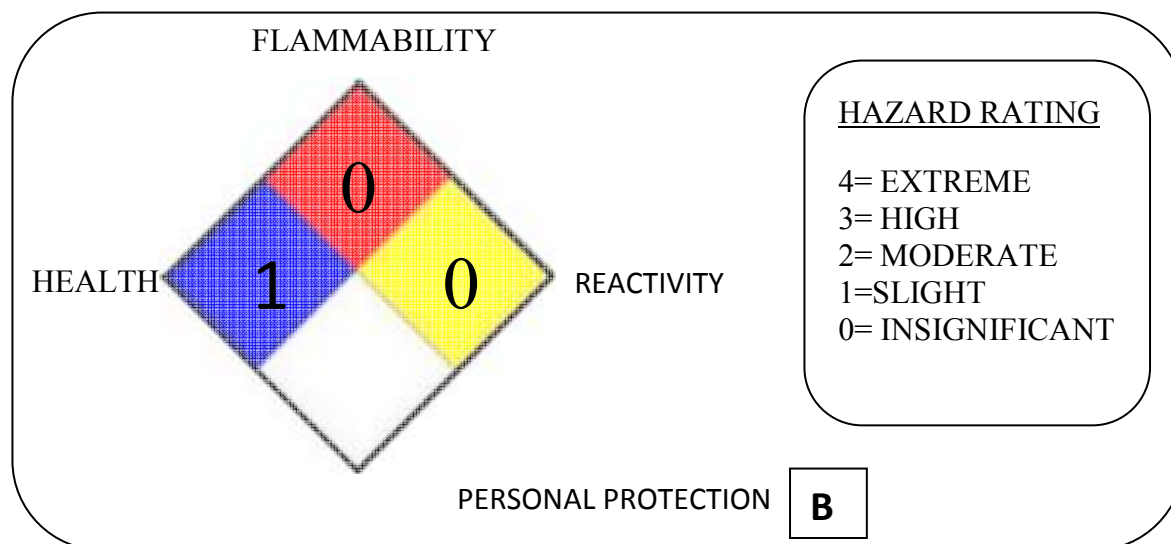 FLAMMABILITY
0
HEALTH
1
0
REACTIVITY
PERSONAL PROTECTION B
HAZARD RATING
4= EXTREME
3= HIGH
2= MODERATE
1=SLIGHT
0= INSIGNIFICANT